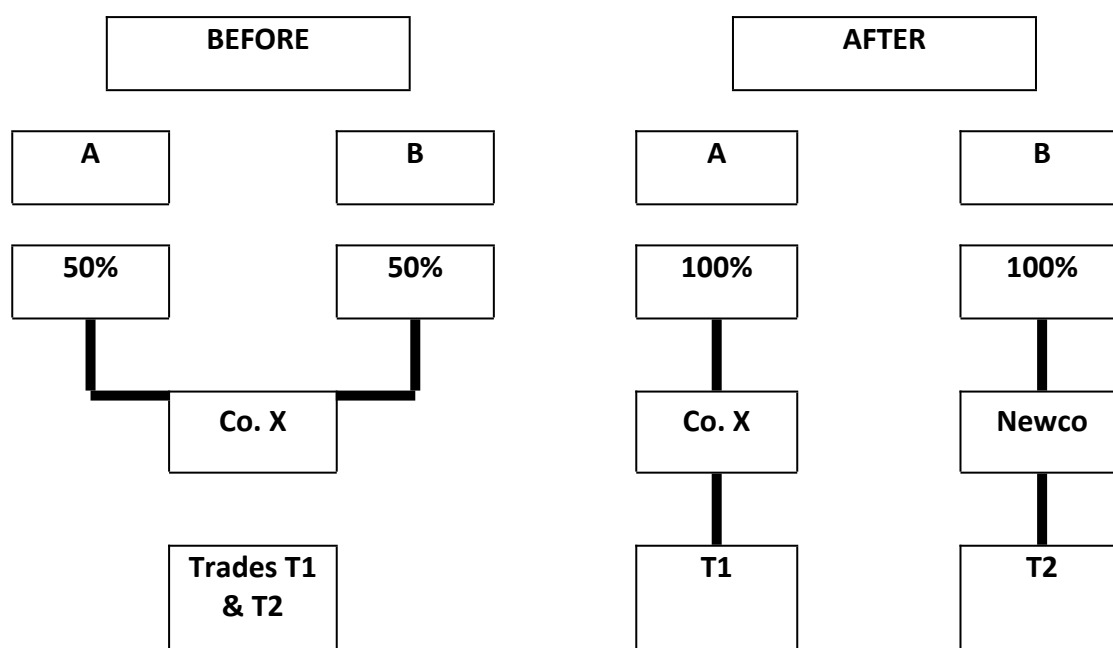 BEFORE
AFTER
A
B
A
B
50%
50%
100%
100%
Co. X
Co. X
Newco
Trades T1
& T2
T1
T2